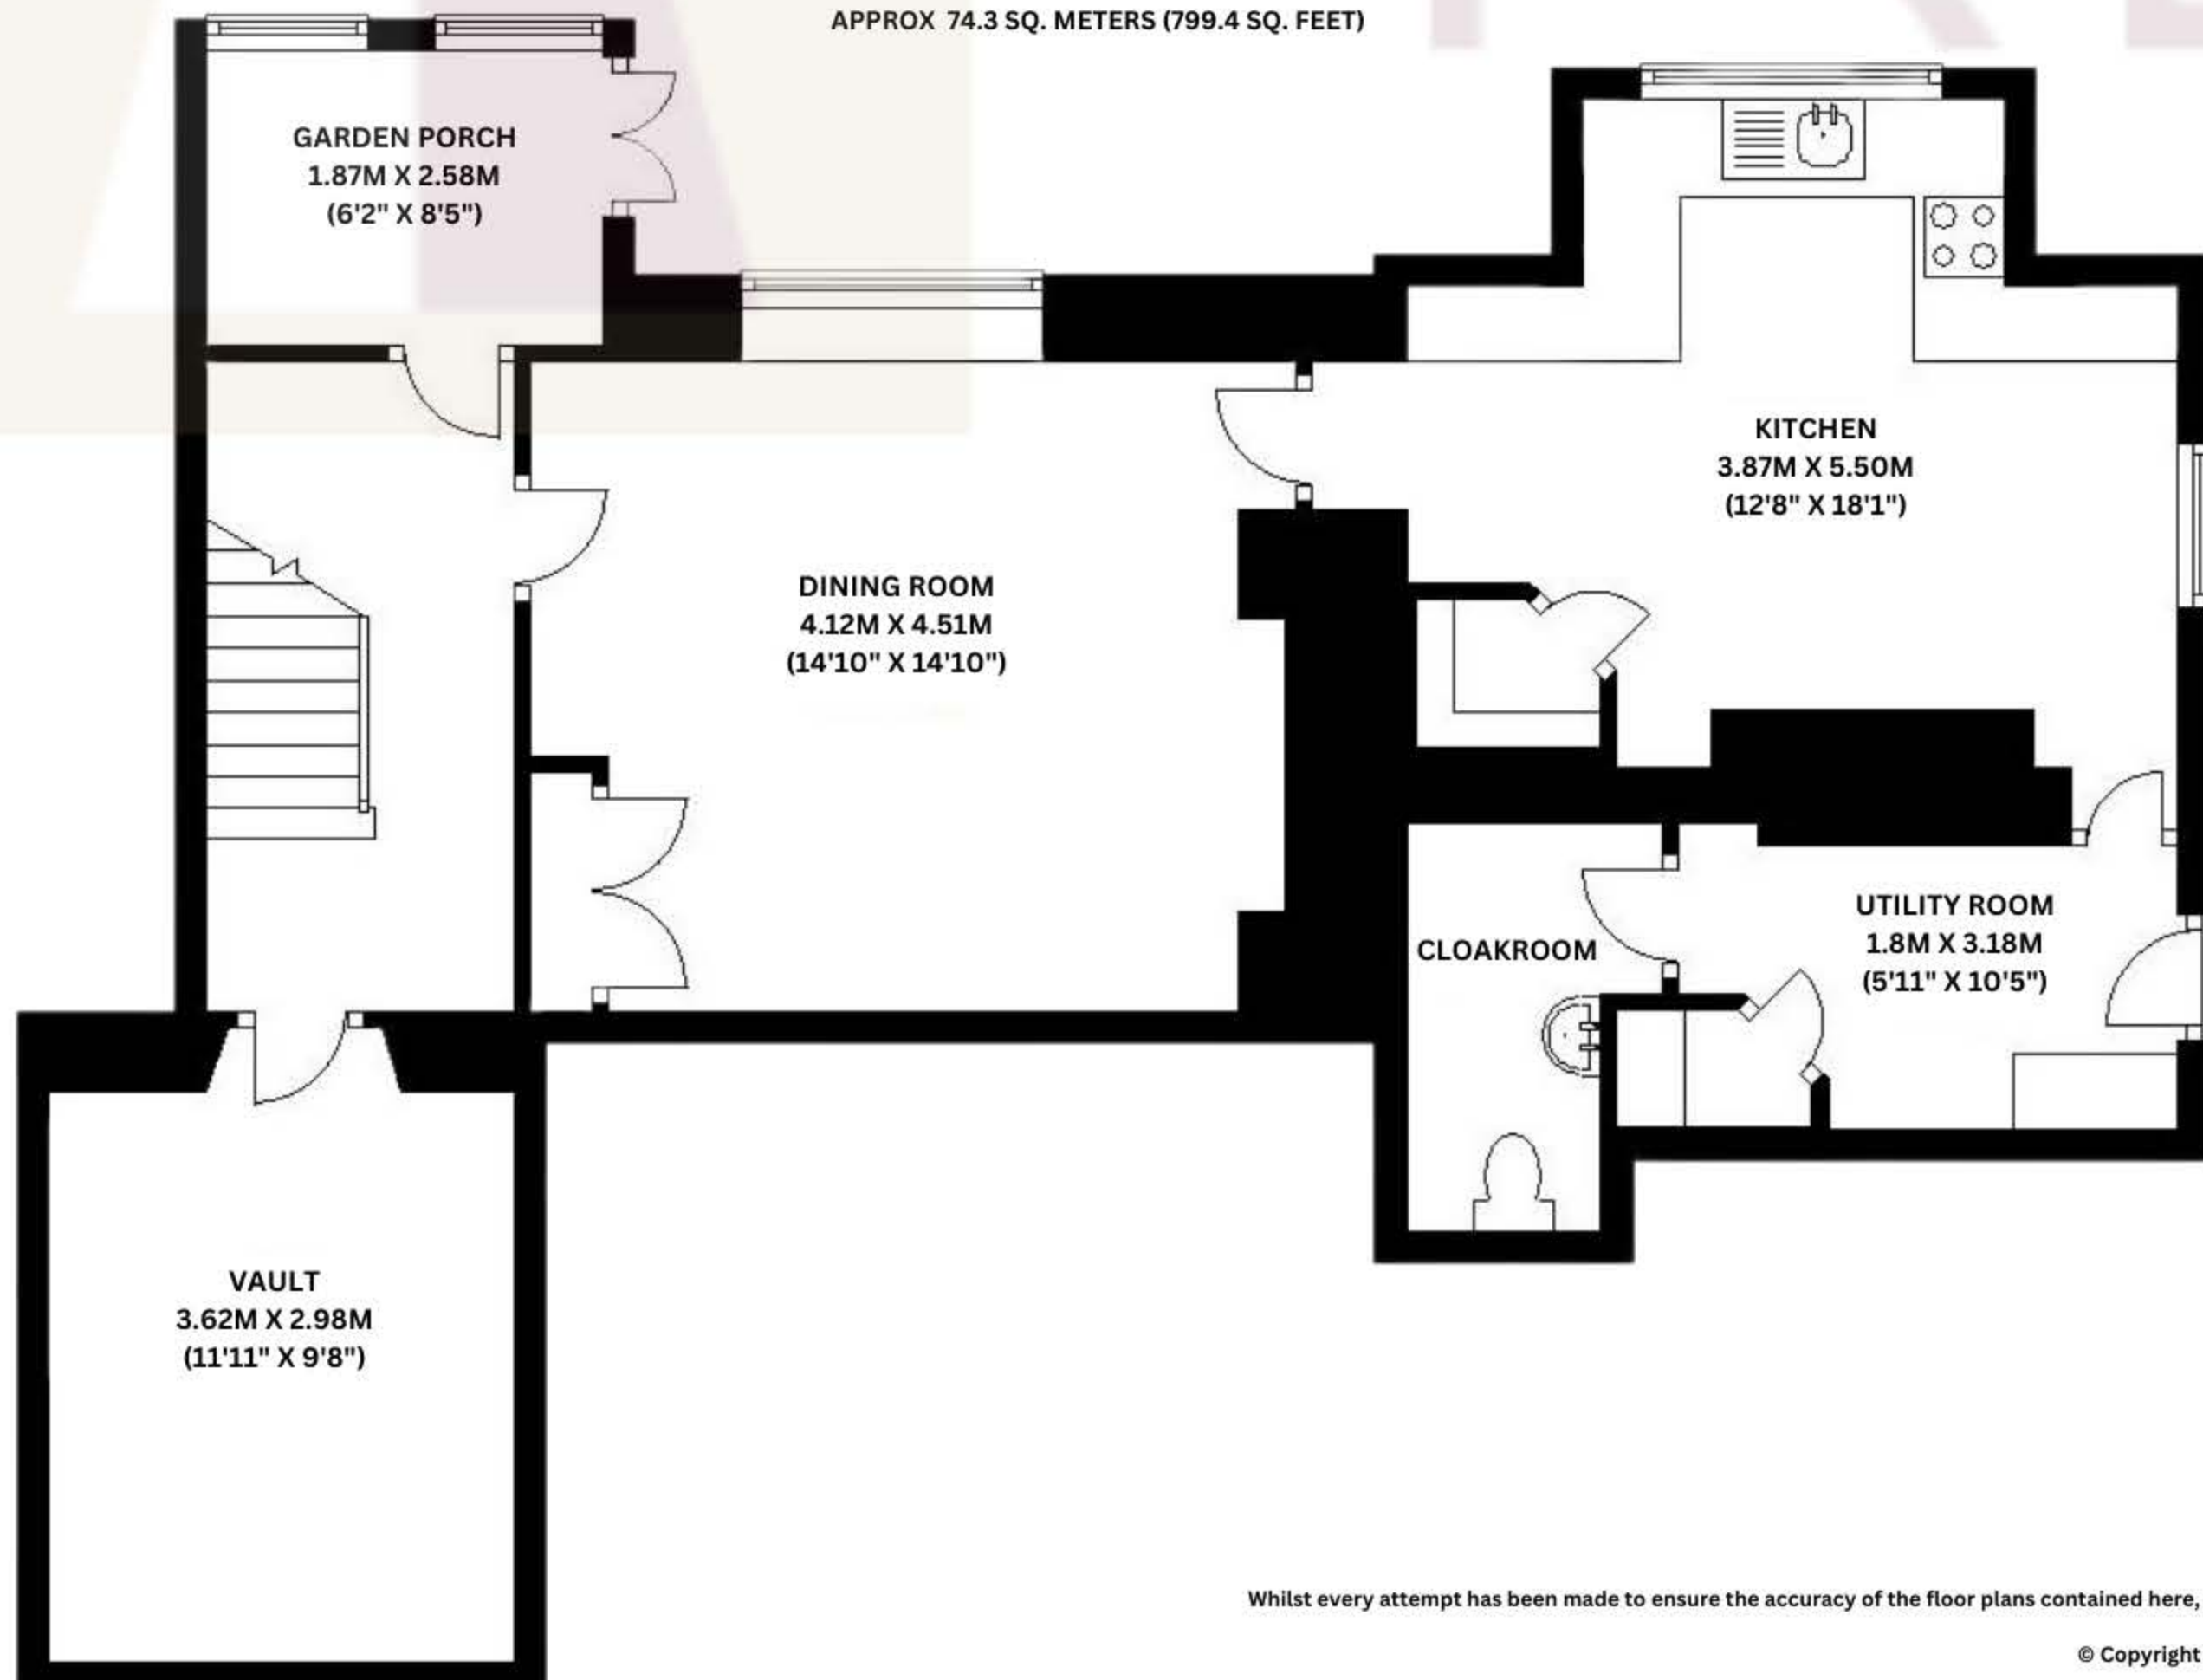 APPROX 74.3 SQ. METERS (799.4 SQ. FEET)
GARDEN PORCH
1.87M X 2.58M
(6'2" X 8'5")
KITCHEN
3.87M X 5.50M
(12'8" X 18'1")
DINING ROOM
4.12M X 4.51M
(14'10" X 14'10")
CLOAKROOM
UTILITY ROOM
1.8M X 3.18M
(5'11" X 10'5")
VAULT
3.62M X 2.98M
(11'11" X 9'8")
Whilst every attempt has been made to ensure the accuracy of the floor plans contained here,
© Copyright